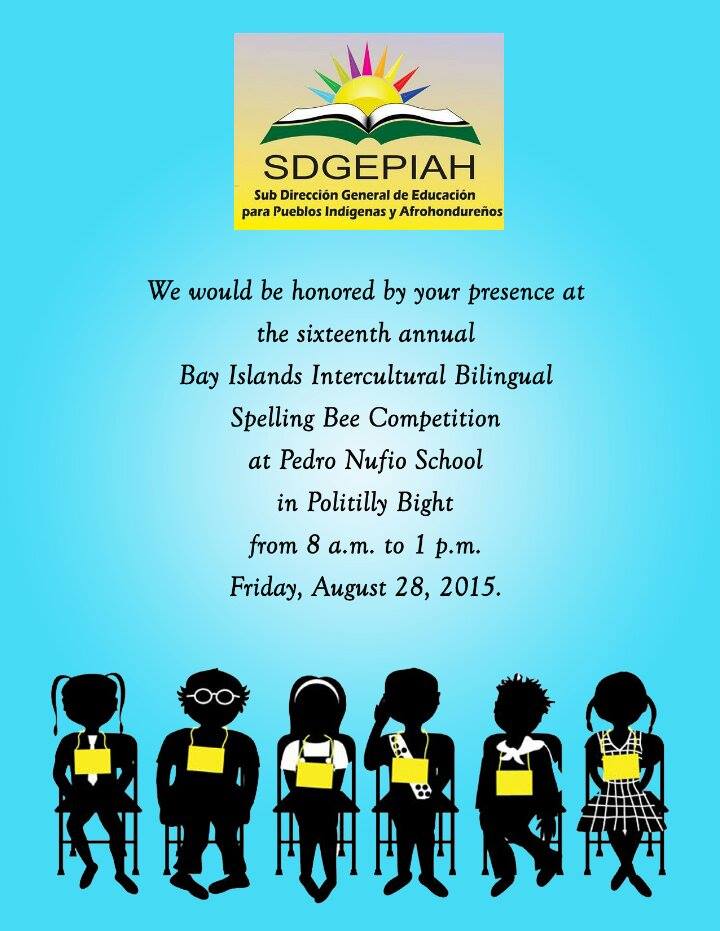 SDGEPIAH
Sub Dirección General de Educación
para Pueblos Indígenas y Afrohondureños
We would be honored by your presence at
the sixteenth annual
Bay Islands Intercultural Bilingual
Spelling Bee Competition
at Pedro Nufio School
in Politilly Bight
from 8 a.m. to 1 p.m.
Friday, August 28, 2015.